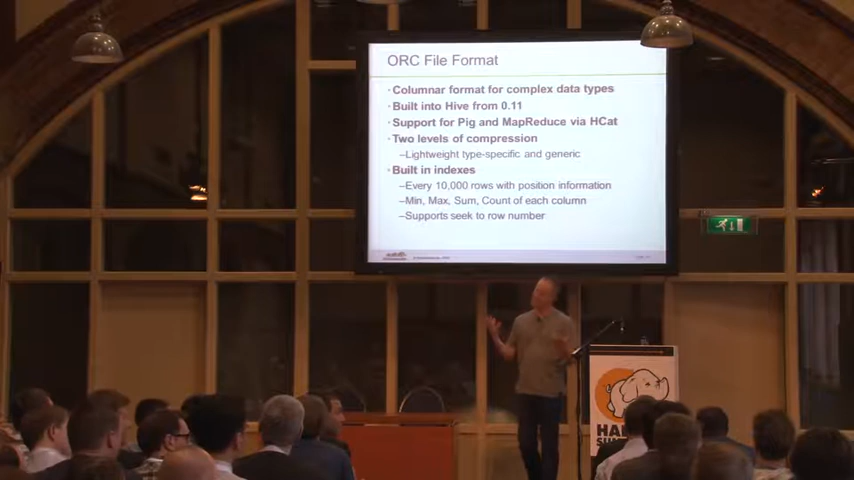 ORC File Format
· Columnar format for complex data types
· Built into Hive from 0.11
· Support for Pig and MapReduce via HCat
· Two levels of compression
–Lightweight type-specific and generic
· Built in indexes
–Every 10,000 rows with position information
–Min, Max, Sum, Count of each column
–Supports seek to row number